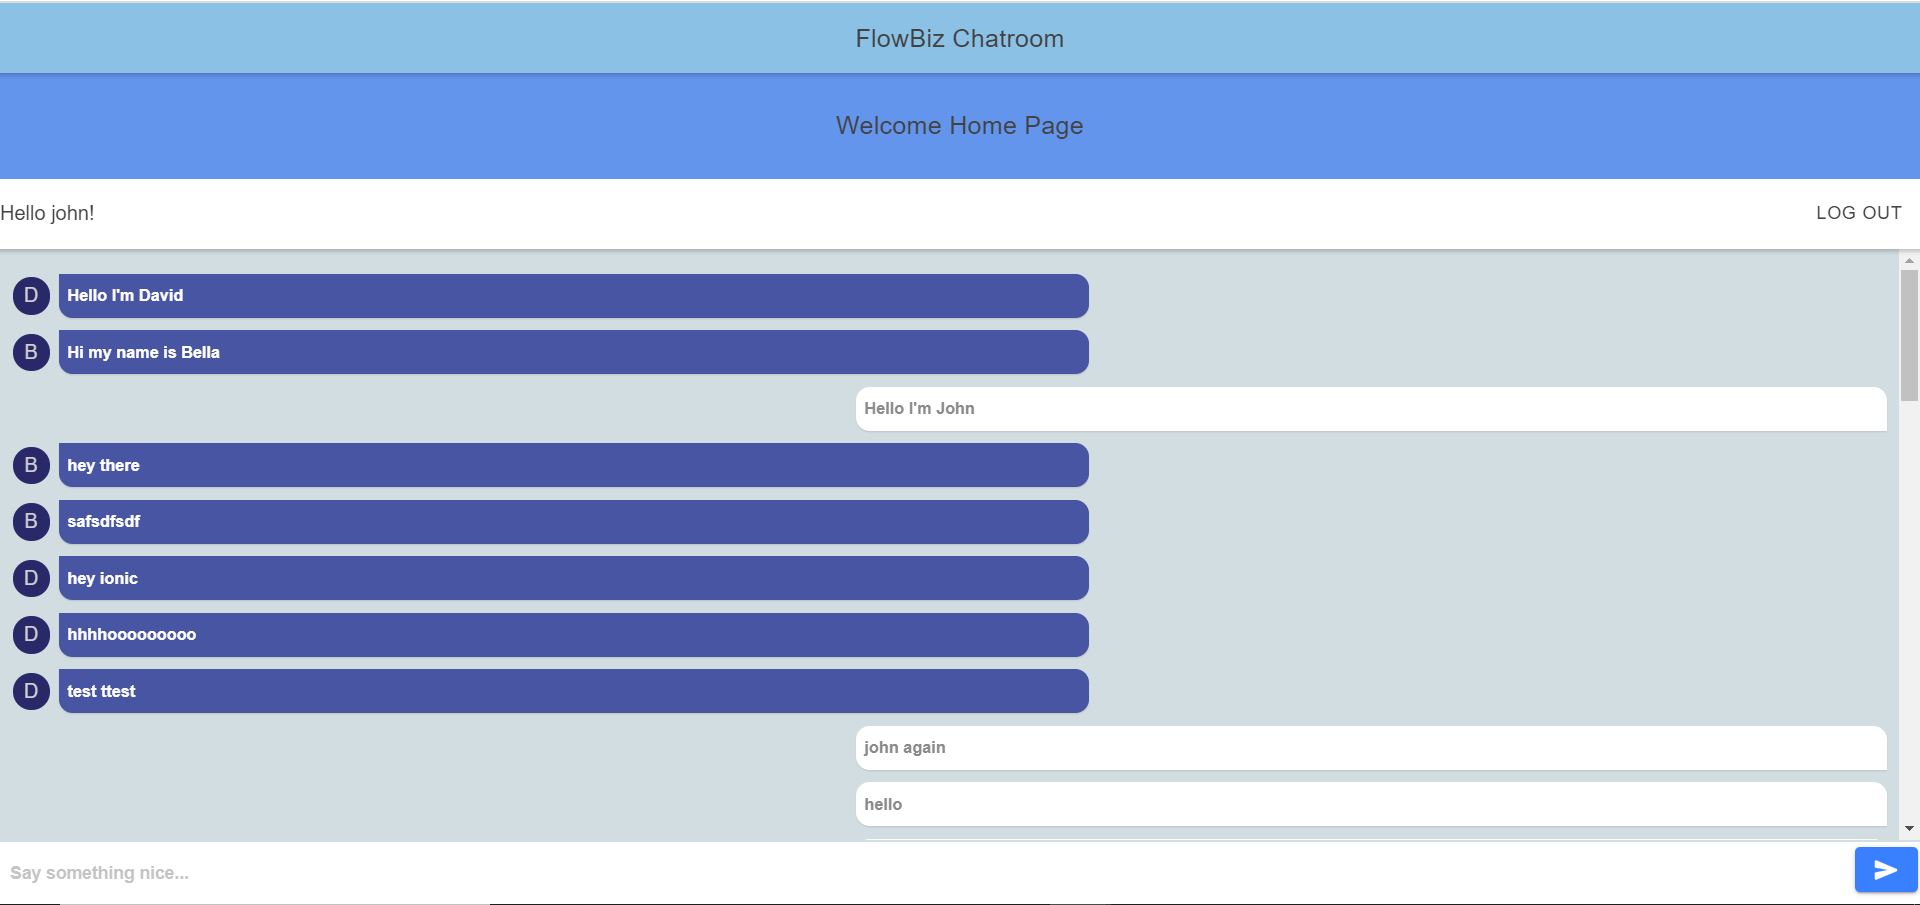 FlowBiz Chatroom
Welcome Home Page
Hello john!
LOG OUT
D
Hello I'm David
B
Hi my name is Bella
Hello I'm John
B
hey there
B
safsdfsdf
D
hey ionic
D
hhhhooooooooo
D
test ttest
john again
hello
Say something nice...